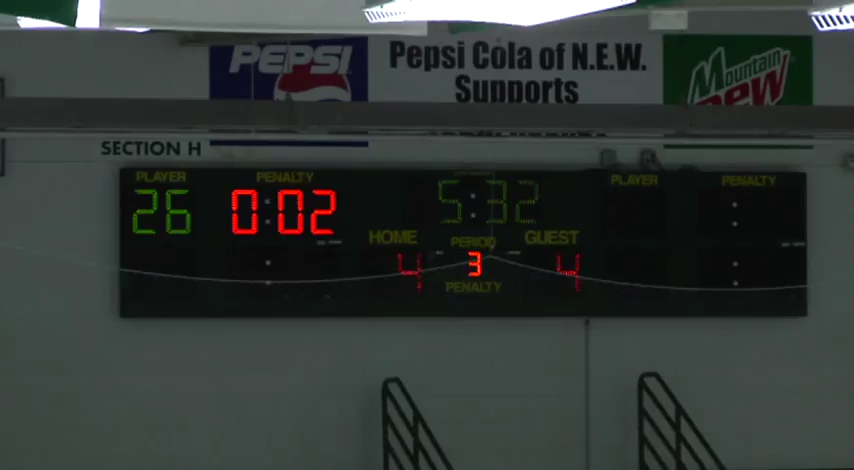 PEPSI
Pepsi Cola of N.E.W.
Supports
Mountain
Dew
SECTION H
PLAYER PENALTY 5:32 PLAYER PENALTY
26 0:02
HOME PERIOD GUEST
4 3 4
PENALTY